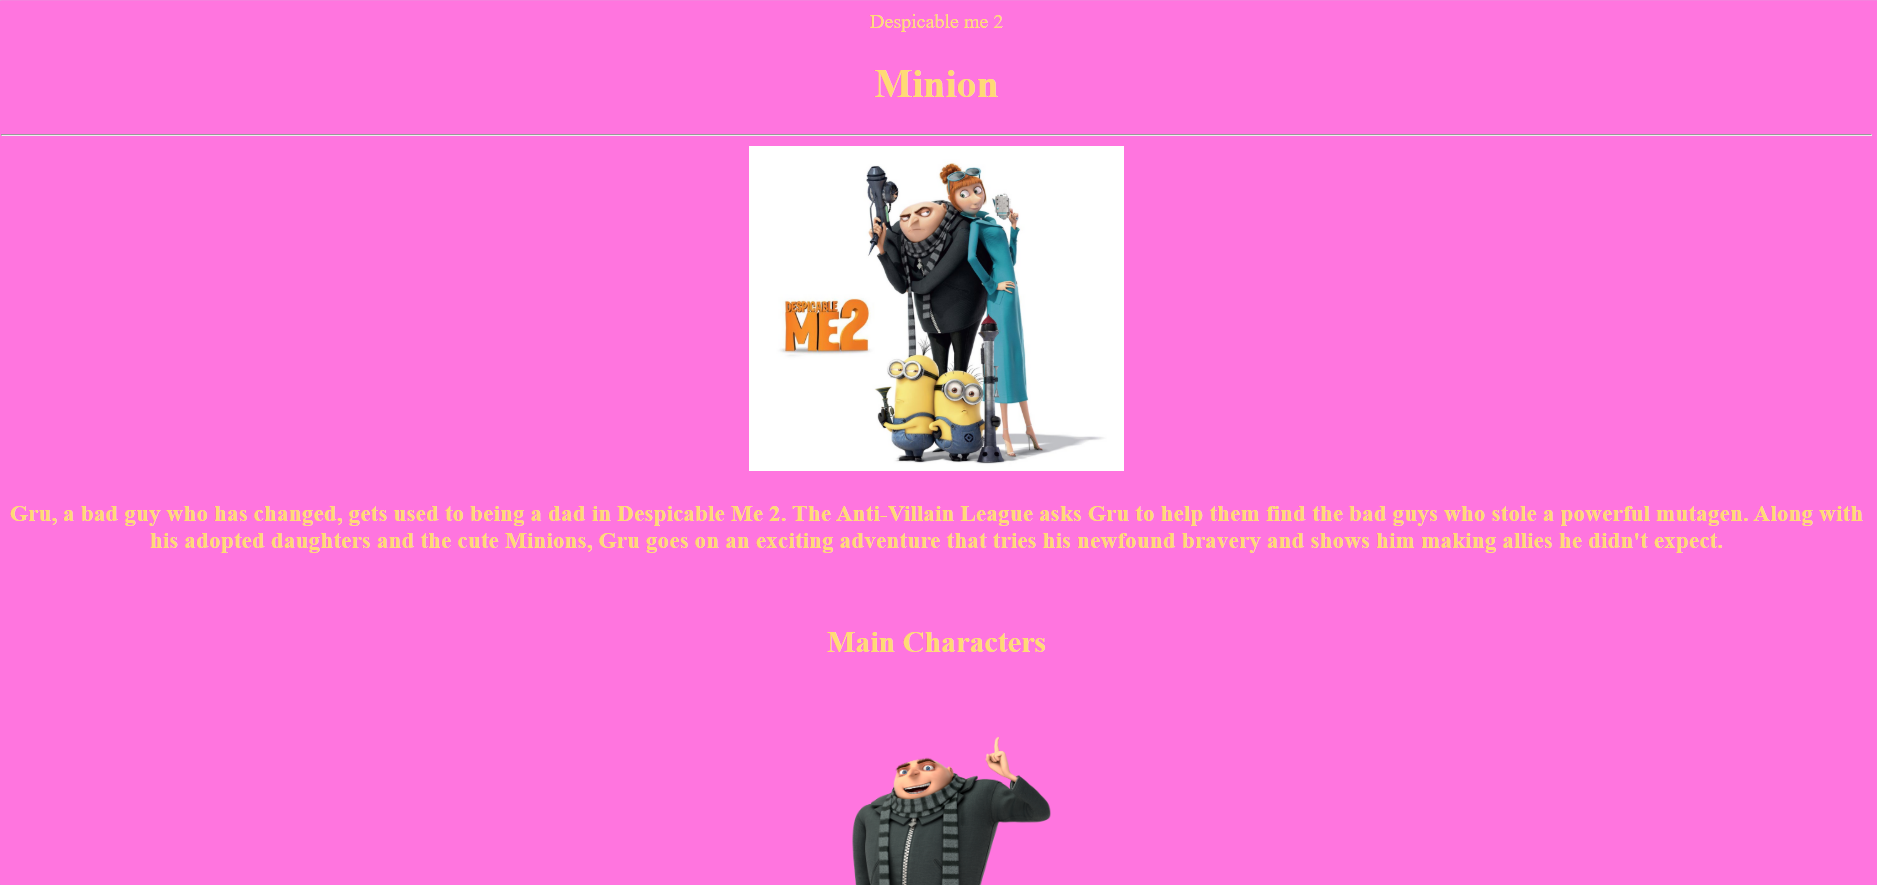 Despicable me 2
Minion
DESPICABLE
ME2
Gru, a bad guy who has changed, gets used to being a dad in Despicable Me 2. The Anti-Villain League asks Gru to help them find the bad guys who stole a powerful mutagen. Along with
his adopted daughters and the cute Minions, Gru goes on an exciting adventure that tries his newfound bravery and shows him making allies he didn't expect.
Main Characters